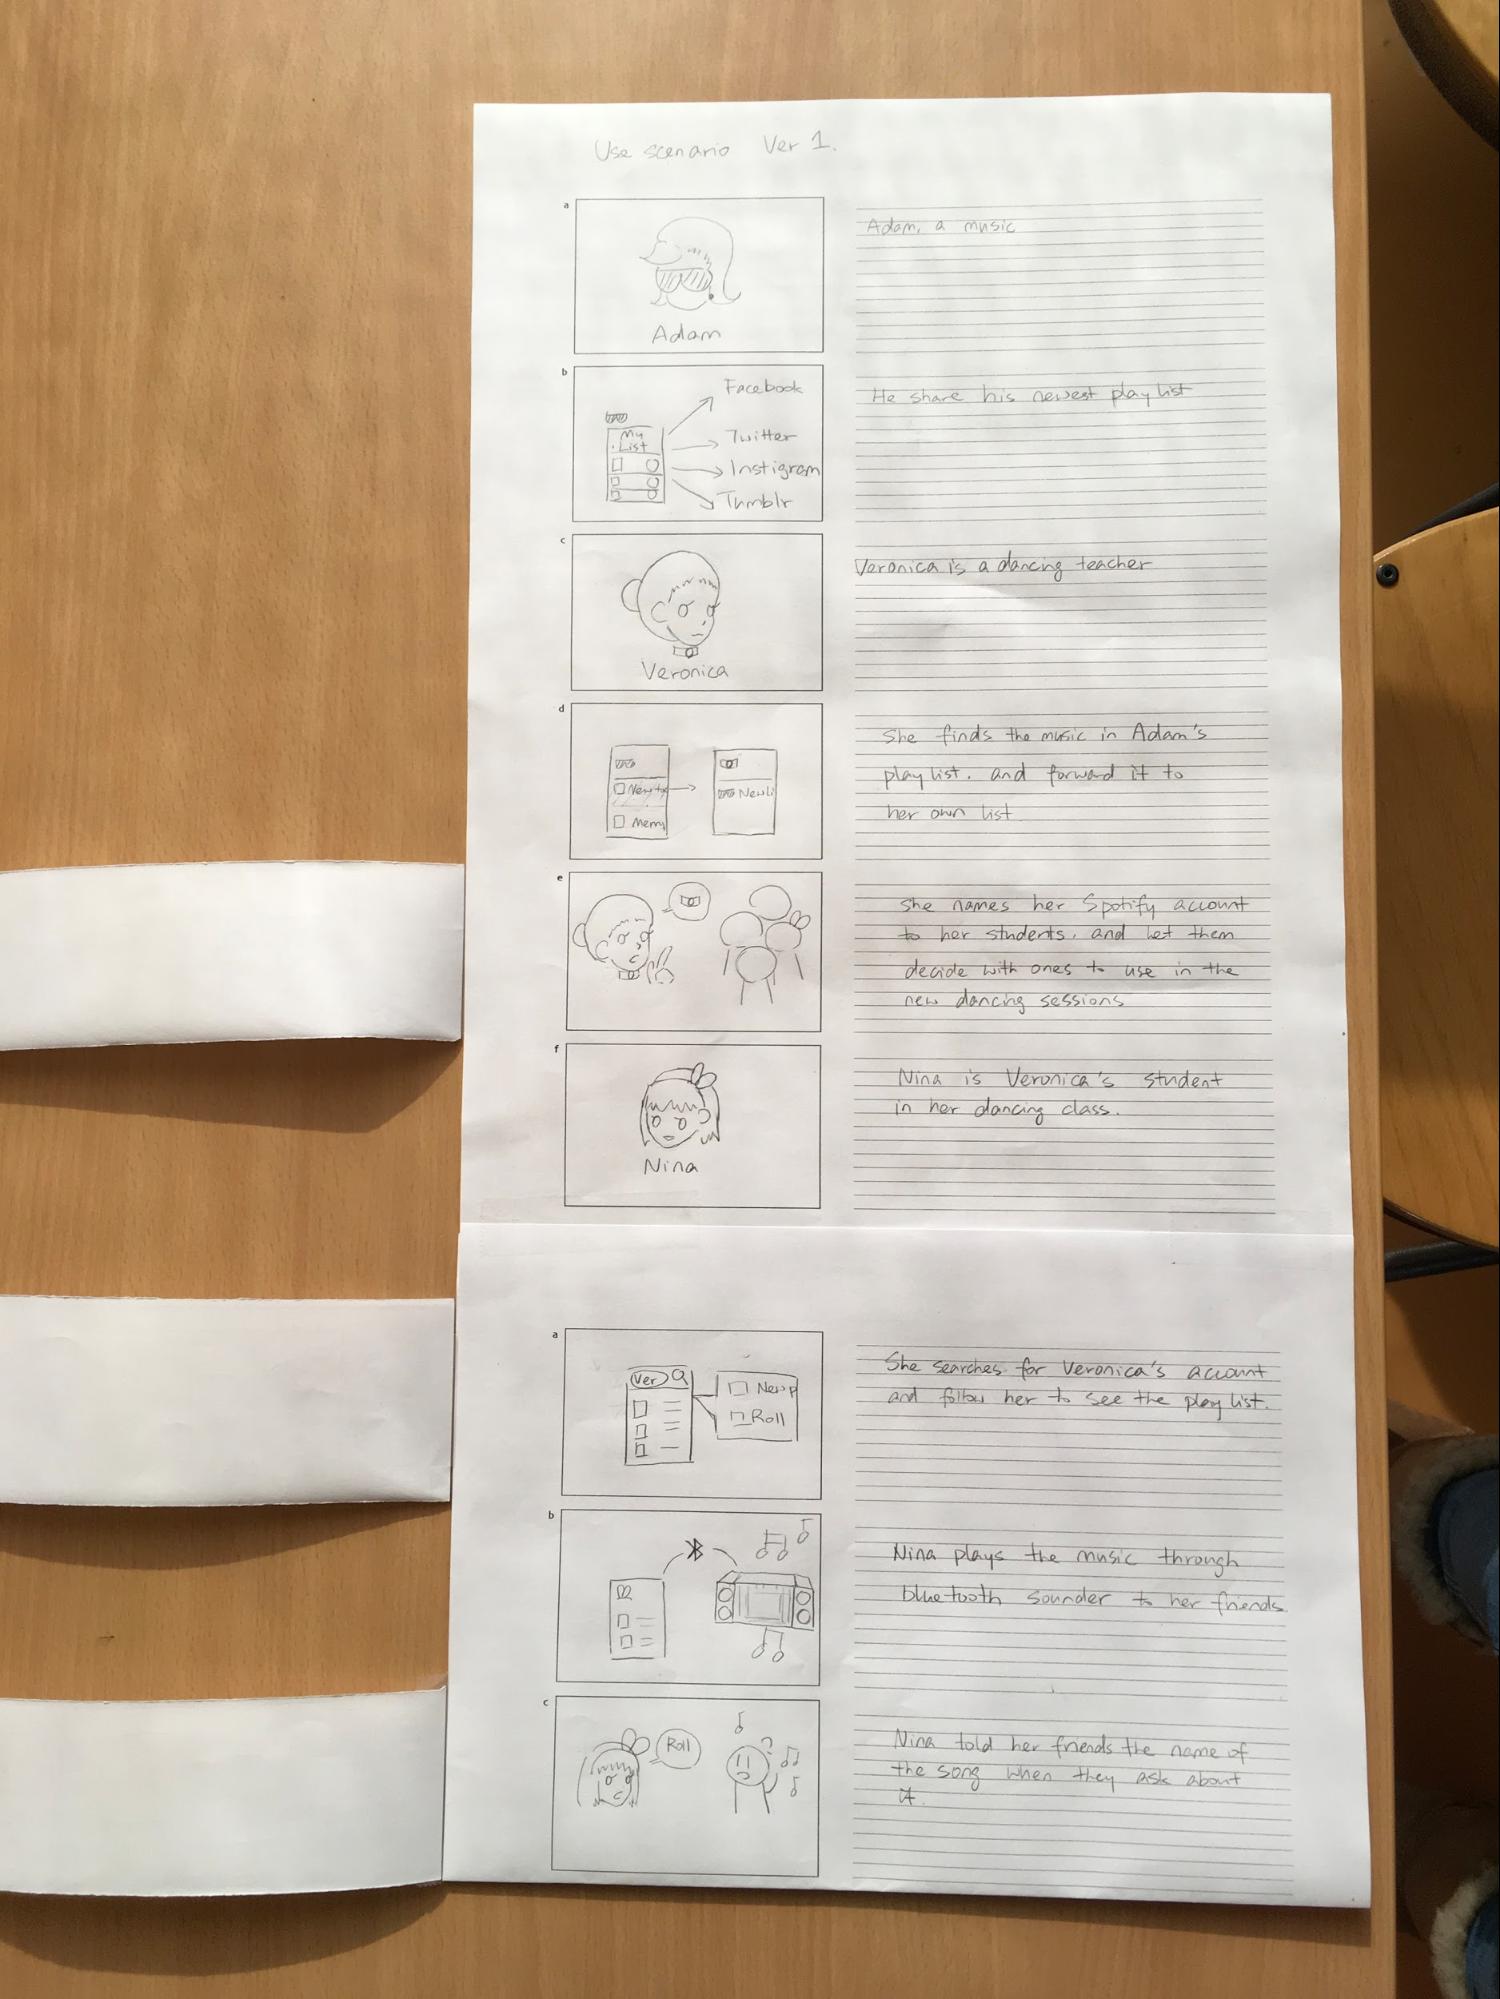 Use scenario Ver 1.
a
Adam
Adam, a music
b
My
List
Facebook
Twitter
Instigram
Tumblr
He share his newest play list
c
Veronica
Veronica is a dancing teacher
d
Merry
She finds the music in Adam's
play list. and forward it to
her own list
e
She names her Spotify account
to her students, and let them
decide with ones to use in the
new dancing sessions
f
Nina
Nina is Veronica's student
in her dancing class.
a
Ver
New p
Roll
She searches for Veronica's account
and follow her to see the play list.
b
Nina plays the music through
bluetooth sounder to her friends
c
Roll
Nina told her friends the name of
the song when they ask about
it.